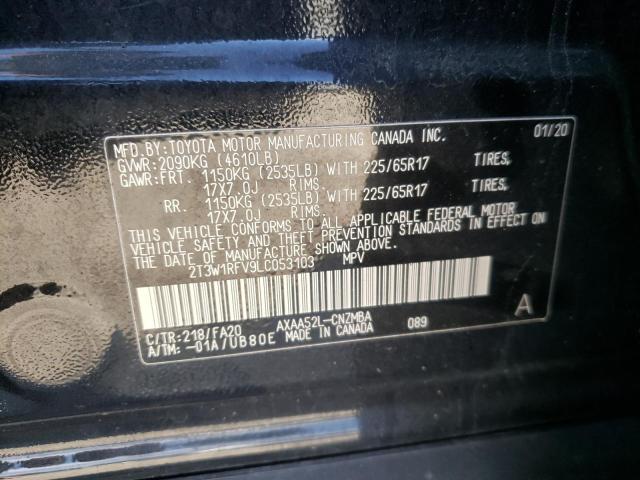 MFD.BY:TOYOTA MOTOR MANUFACTURING CANADA INC. 01/20
GVWR:2090KG (4610LB)
GAWR:FRT 1150KG (2535LB) WITH 225/65R17 TIRES,
17X7.0J RIMS.
RR. 1150KG (2535LB) WITH 225/65R17 TIRES,
17X7.0J RIMS.
THIS VEHICLE CONFORMS TO ALL APPLICABLE FEDERAL MOTOR
VEHICLE SAFETY AND THEFT PREVENTION STANDARDS IN EFFECT ON
THE DATE OF MANUFACTURE SHOWN ABOVE.
2T3W1RFV9LC053103 MPV
C/TR:218/FA20 AXAA52L-CNZMBA 089 A
A/TM:-01A/UB80E MADE IN CANADA